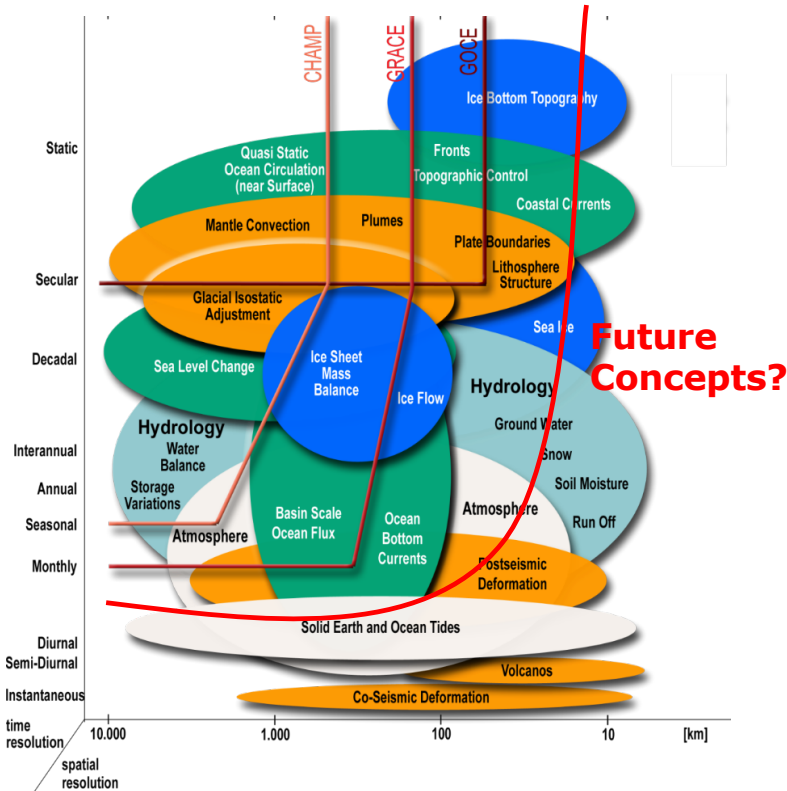 CHAMP
GRACE
GOCE
Ice Bottom Topography
Static
Quasi Static
Ocean Circulation
(near Surface)
Fronts
Topographic Control
Coastal Currents
Mantle Convection
Plumes
Plate Boundaries
Lithosphere
Structure
Secular
Glacial Isostatic
Adjustment
Sea Ice
Future
Concepts?
Decadal
Sea Level Change
Ice Sheet
Mass
Balance
Ice Flow
Hydrology
Ground Water
Snow
Soil Moisture
Run Off
Hydrology
Water
Balance
Storage
Variations
Interannual
Annual
Seasonal
Monthly
Atmosphere
Basin Scale
Ocean Flux
Ocean
Bottom
Currents
Atmosphere
Postseismic
Deformation
Solid Earth and Ocean Tides
Diurnal
Semi-Diurnal
Volcanos
Instantaneous
Co-Seismic Deformation
time
resolution
10.000
1.000
100
10
[km]
spatial
resolution